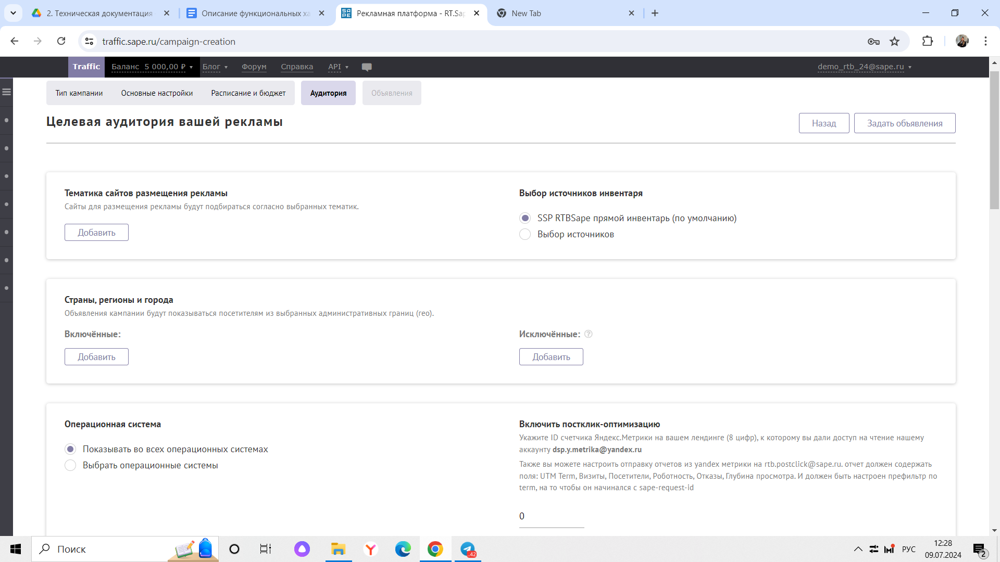 2. Техническая документация
Описание функциональных ха
Рекламная платформа - RT.Sap
New Tab
traffic.sape.ru/campaign-creation
Traffic
Баланс 5 000,00 ₽
Блог
Форум
Справка
API
demo_rtb_24@sape.ru
Тип кампании
Основные настройки
Расписание и бюджет
Аудитория
Объявления
Целевая аудитория вашей рекламы
Назад
Задать объявления
Тематика сайтов размещения рекламы
Сайты для размещения рекламы будут подбираться согласно выбранных тематик.
Добавить
Выбор источников инвентаря
SSP RTBSape прямой инвентарь (по умолчанию)
Выбор источников
Страны, регионы и города
Объявления кампании будут показываться посетителям из выбранных административных границ (гео).
Включённые:
Добавить
Исключённые: ?
Добавить
Операционная система
Показывать во всех операционных системах
Выбрать операционные системы
Включить постклик-оптимизацию
Укажите ID счетчика Яндекс.Метрики на вашем лендинге (8 цифр), к которому вы дали доступ на чтение нашему
аккаунту dsp.y.metrika@yandex.ru
Также вы можете настроить отправку отчетов из yandex метрики на rtb.postclick@sape.ru. отчет должен содержать
поля: UTM Term, Визиты, Посетители, Роботность, Отказы, Глубина просмотра. И должен быть настроен префильтр по
term, на то чтобы он начинался с sape-request-id
0
Поиск
..42
РУС
12:28
09.07.2024
2